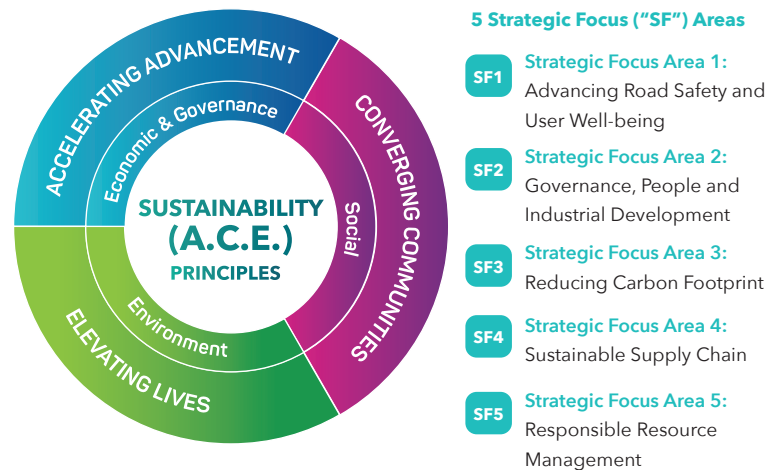 ACCELERATING ADVANCEMENT
Economic & Governance
CONVERGING COMMUNITIES
Social
ELEVATING LIVES
Environment
SUSTAINABILITY
(A.C.E.)
PRINCIPLES
5 Strategic Focus (“SF”) Areas
SF1
Strategic Focus Area 1:
Advancing Road Safety and
User Well-being
SF2
Strategic Focus Area 2:
Governance, People and
Industrial Development
SF3
Strategic Focus Area 3:
Reducing Carbon Footprint
SF4
Strategic Focus Area 4:
Sustainable Supply Chain
SF5
Strategic Focus Area 5:
Responsible Resource
Management